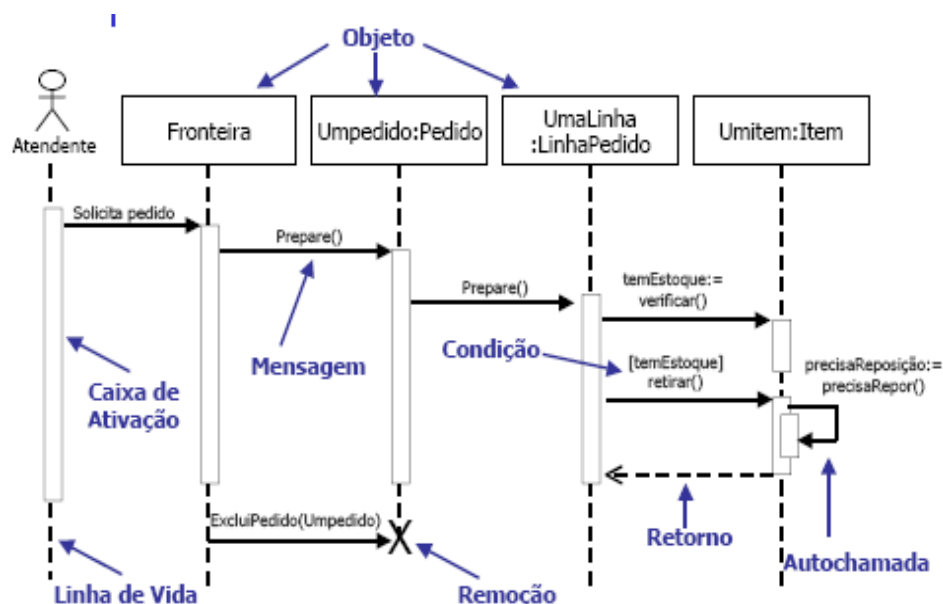 Objeto
Atendente
Fronteira
Umpedido:Pedido
UmaLinha
:LinhaPedido
Umitem:Item
Solicita pedido
Prepare()
Prepare()
temEstoque:=
verificar()
Mensagem
Condição
[temEstoque]
retirar()
precisaReposição:=
precisaRepor()
Caixa de
Ativação
ExcluiPedido(Umpedido)
X
Retorno
Autochamada
Linha de Vida
Remoção